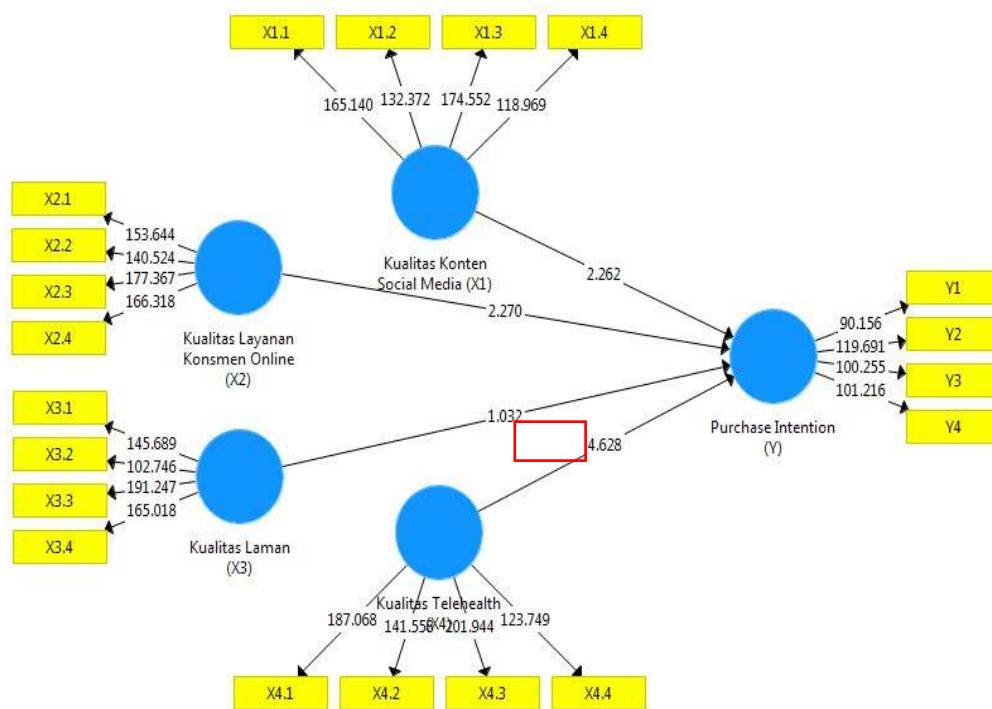 X1.1 X1.2 X1.3 X1.4
165.140 132.372 174.552 118.969
Kualitas Konten
Social Media (X1)
X2.1
X2.2
X2.3
X2.4
153.644
140.524
177.367
166.318
Kualitas Layanan
Konsmen Online
(X2)
2.262
2.270
X3.1
X3.2
X3.3
X3.4
145.689
102.746
191.247
165.018
Kualitas Laman
(X3)
1.032
4.628
Y1
Y2
Y3
Y4
90.156
119.691
100.255
101.216
Purchase Intention
(Y)
Kualitas Telehealth
(X4)
187.068 141.558 201.944 123.749
X4.1 X4.2 X4.3 X4.4